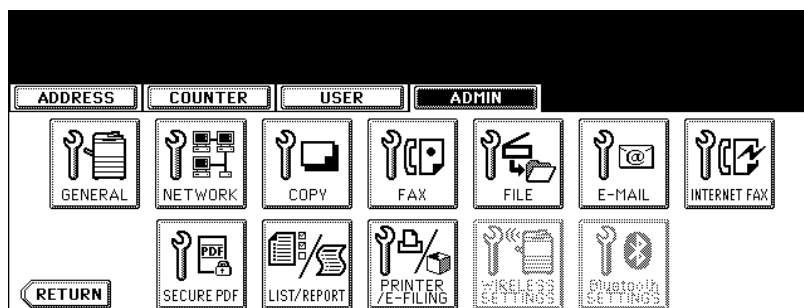 ADDRESS COUNTER USER ADMIN
GENERAL NETWORK COPY FAX FILE E-MAIL INTERNET FAX
PDF
SECURE PDF LIST/REPORT PRINTER
/E-FILING WIRELESS
SETTINGS Bluetooth
SETTINGS
RETURN